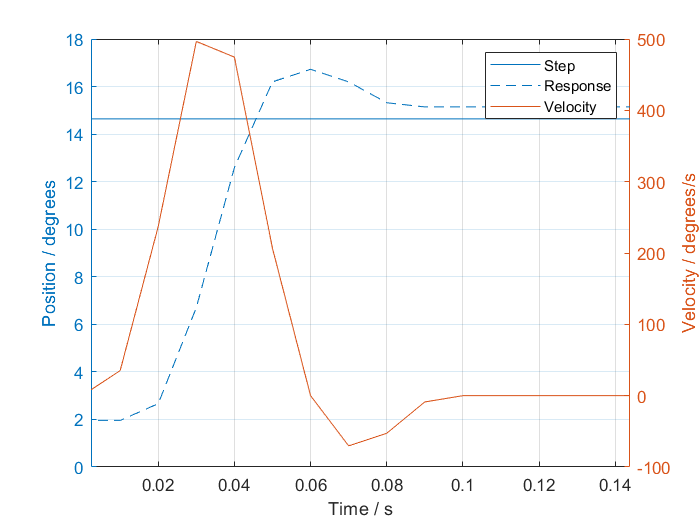 18
16
14
12
10
8
6
4
2
0
Position / degrees
500
400
300
200
100
0
-100
Velocity / degrees/s
Step
Response
Velocity
0.02 0.04 0.06 0.08 0.1 0.12 0.14
Time / s